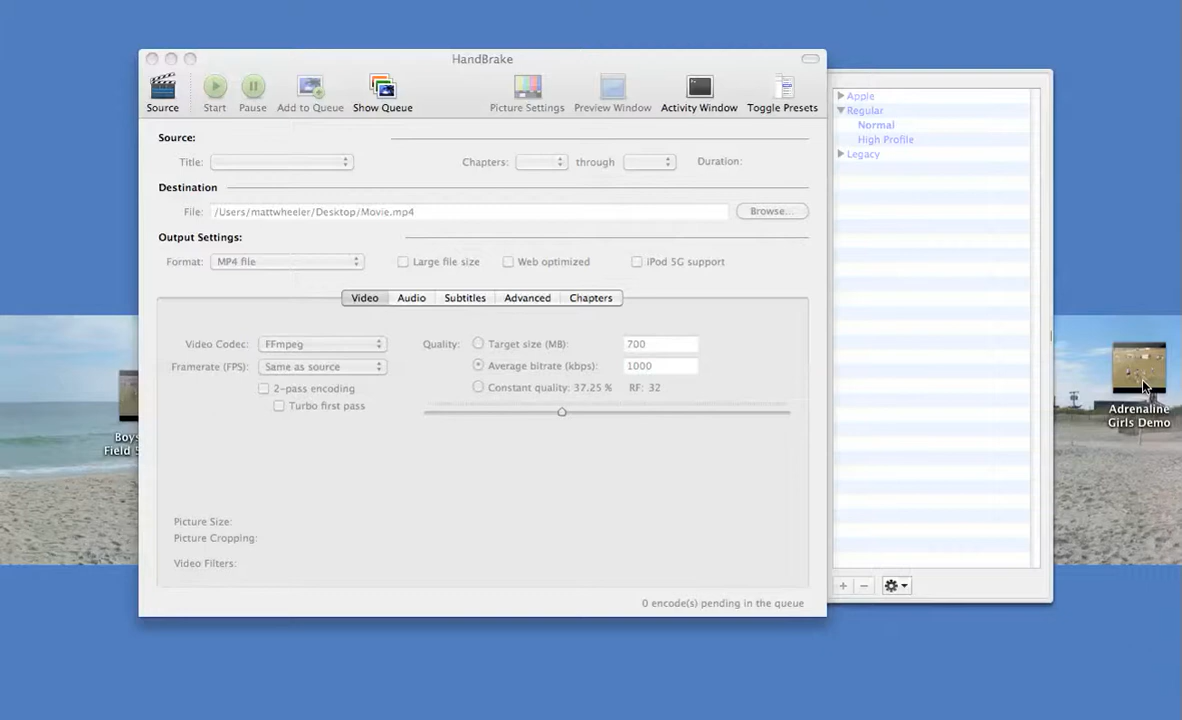 HandBrake
Source Start Pause Add to Queue Show Queue Picture Settings Preview Window Activity Window Toggle Presets
Source:
Title: Chapters: through Duration:
Destination
File: /Users/mattwheeler/Desktop/Movie.mp4 Browse...
Output Settings:
Format: MP4 file Large file size Web optimized iPod 5G support
Video Audio Subtitles Advanced Chapters
Video Codec: FFmpeg Quality: Target size (MB): 700
Framerate (FPS): Same as source Average bitrate (kbps): 1000
2-pass encoding Constant quality: 37.25 % RF: 32
Turbo first pass
Picture Size:
Picture Cropping:
Video Filters:
0 encode(s) pending in the queue
Apple
Regular
Normal
High Profile
Legacy
Boys
Field
Adrenaline
Girls Demo